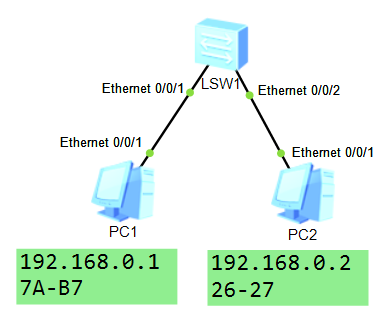 LSW1
Ethernet 0/0/1
Ethernet 0/0/2
Ethernet 0/0/1
Ethernet 0/0/1
PC1
PC2
192.168.0.1
7A-B7
192.168.0.2
26-27